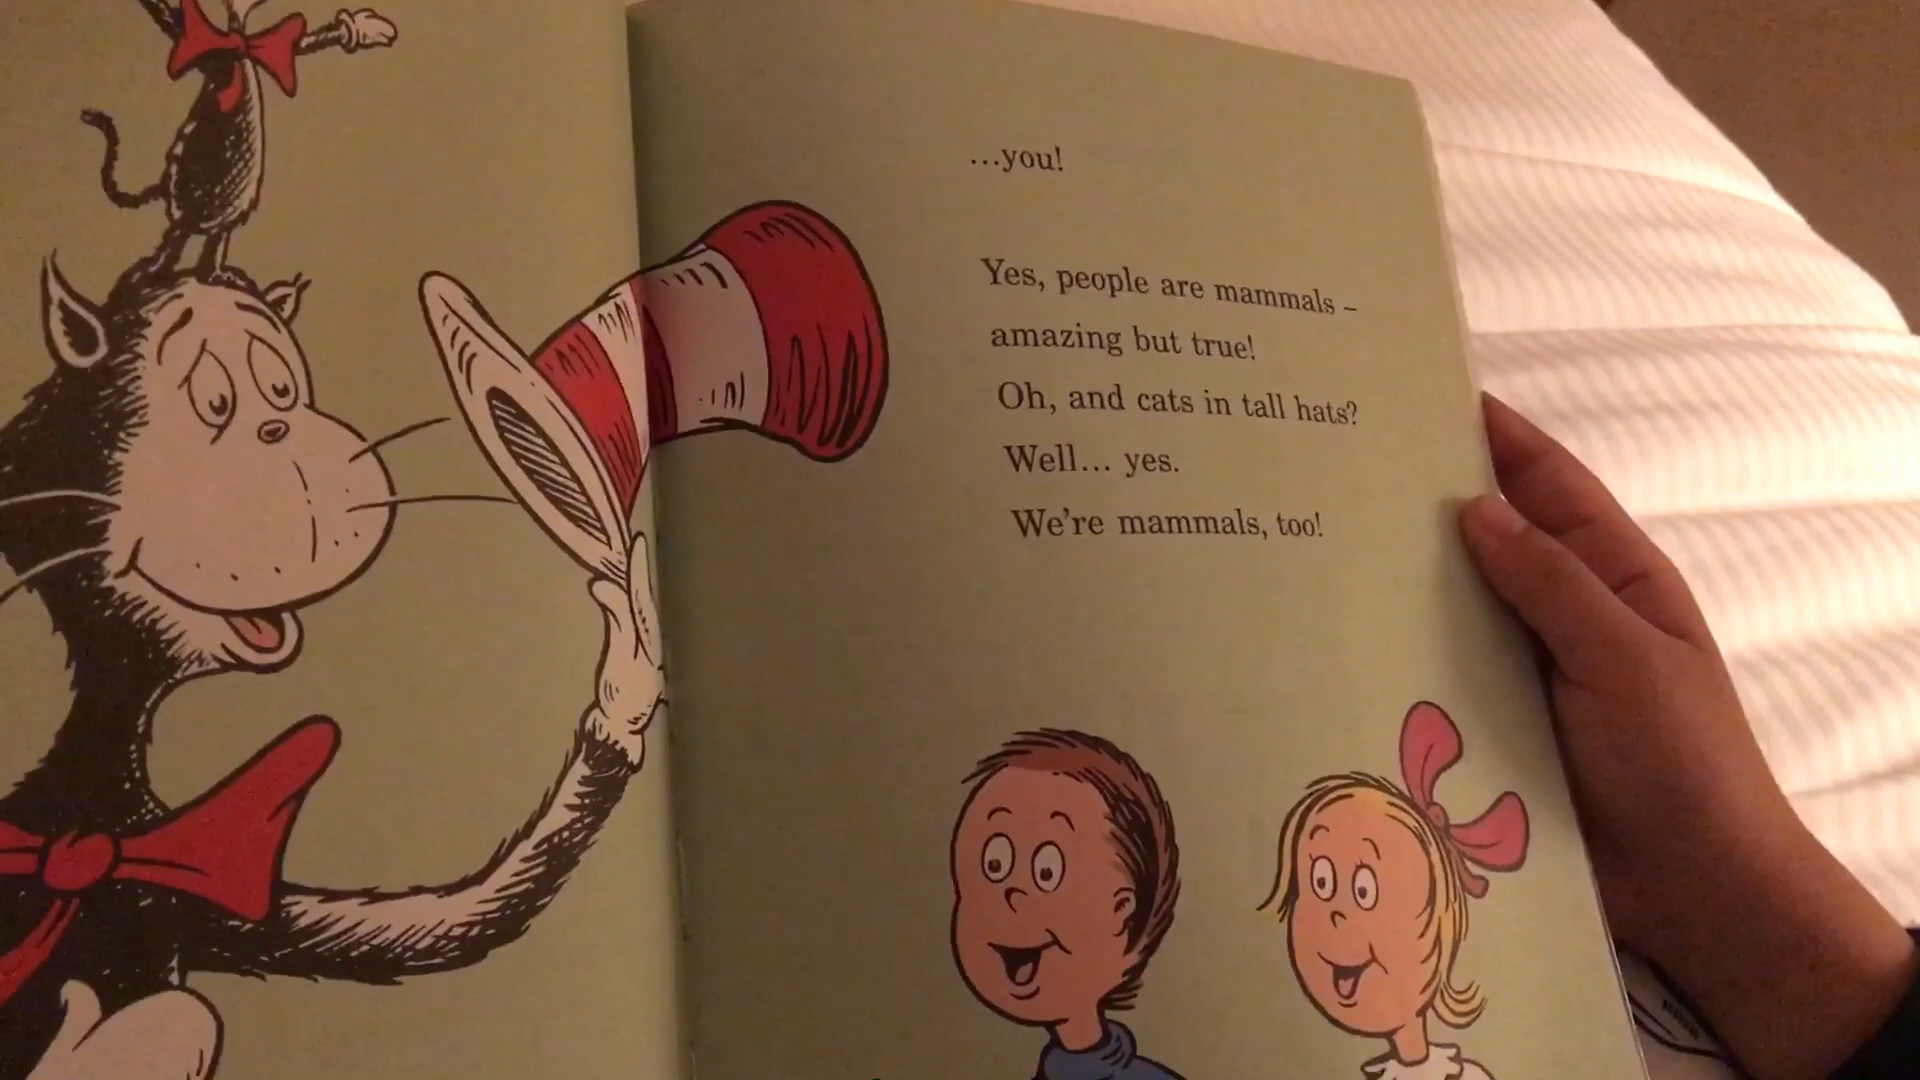 ...you!
Yes, people are mammals –
amazing but true!
Oh, and cats in tall hats?
Well... yes.
We're mammals, too!